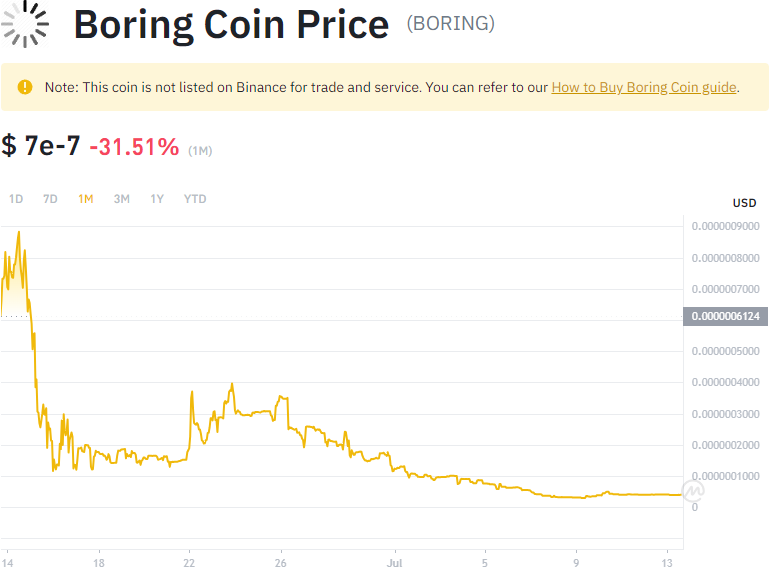 Boring Coin Price (BORING)
Note: This coin is not listed on Binance for trade and service. You can refer to our How to Buy Boring Coin guide.
$ 7e-7 -31.51% (1M)
1D 7D 1M 3M 1Y YTD
USD
0.0000009000
0.0000008000
0.0000007000
0.0000006124
0.0000005000
0.0000004000
0.0000003000
0.0000002000
0.0000001000
0
14 18 22 26 Jul 5 9 13